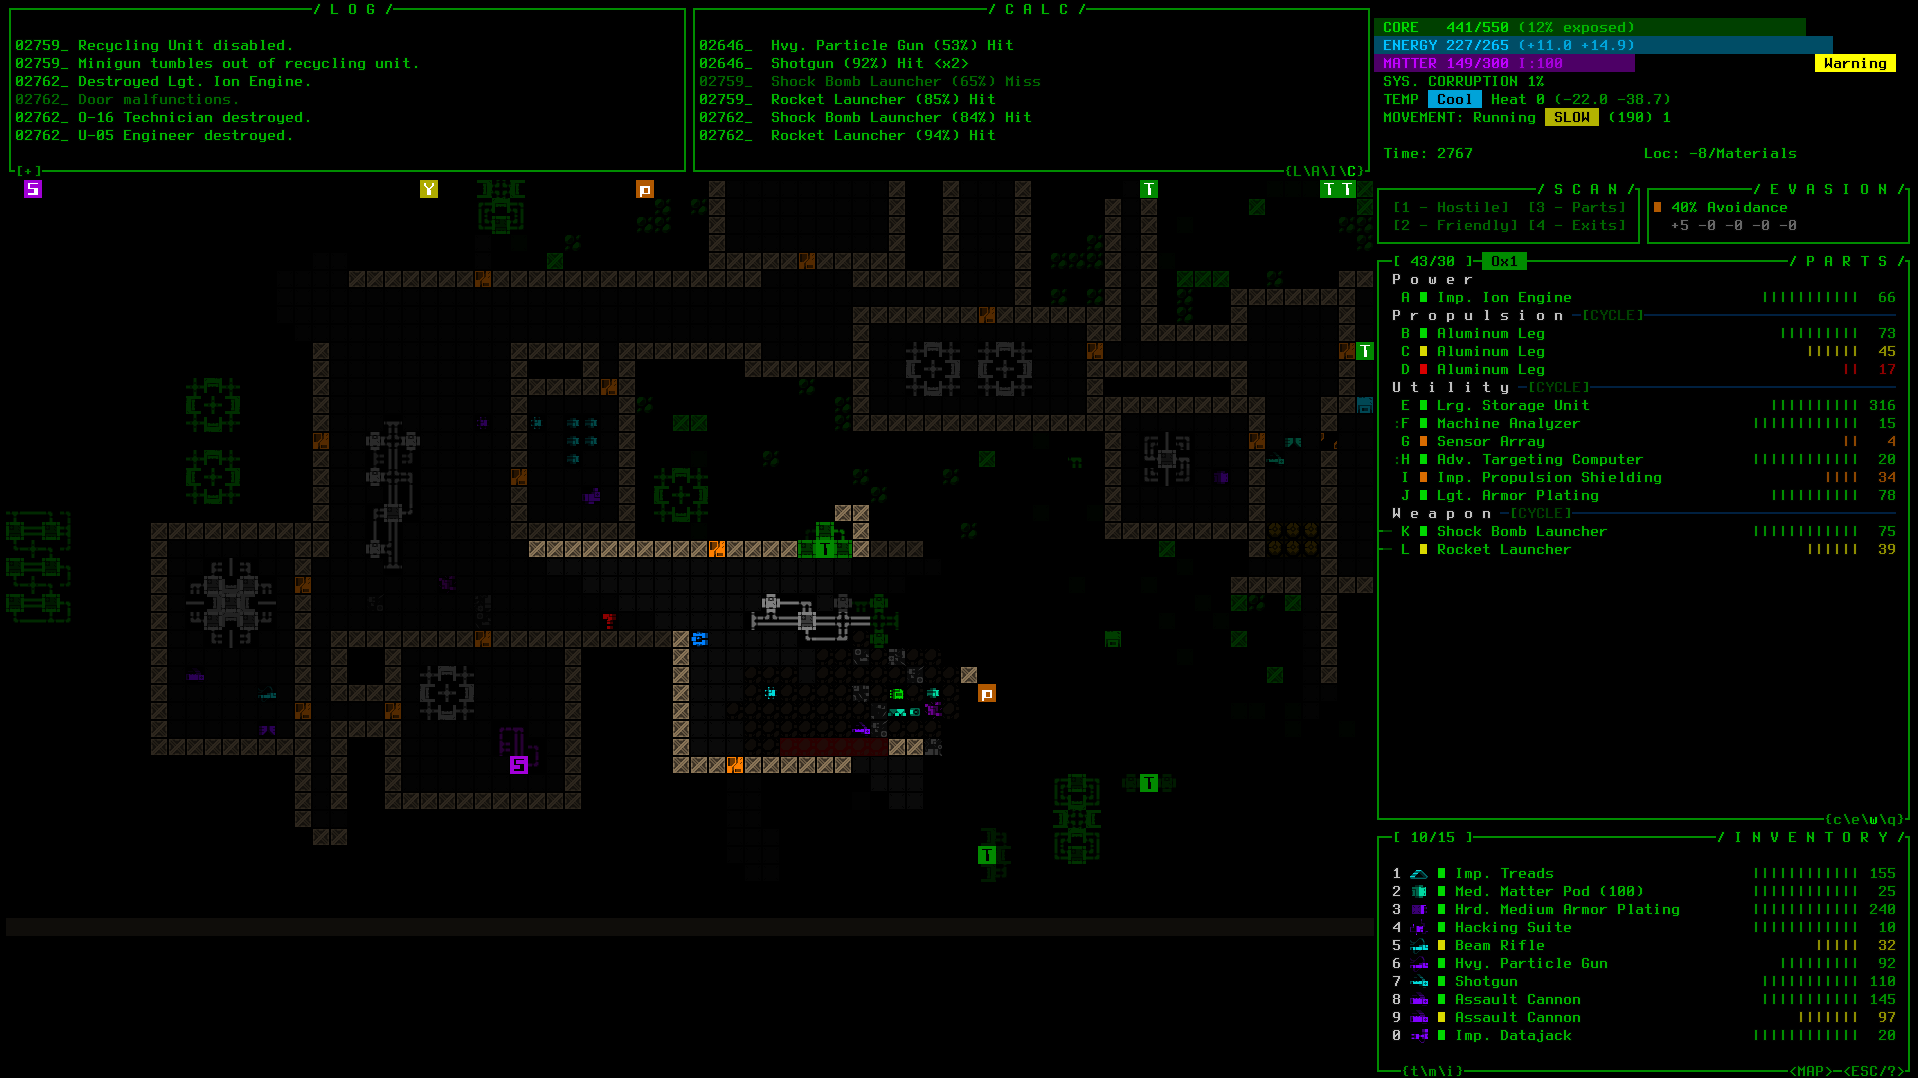 / L O G /
02759_ Recycling Unit disabled.
02759_ Minigun tumbles out of recycling unit.
02762_ Destroyed Lgt. Ion Engine.
02762_ Door malfunctions.
02762_ O-16 Technician destroyed.
02762_ U-05 Engineer destroyed.
[+]
/ C A L C /
02646_ Hvy. Particle Gun (53%) Hit
02646_ Shotgun (92%) Hit <x2>
02759_ Shock Bomb Launcher (65%) Miss
02759_ Rocket Launcher (85%) Hit
02762_ Shock Bomb Launcher (84%) Hit
02762_ Rocket Launcher (94%) Hit
{L\A\I\C}
CORE 441/550 (12% exposed)
ENERGY 227/265 (+11.0 +14.9)
MATTER 149/300 I:100
Warning
SYS. CORRUPTION 1%
TEMP Cool Heat 0 (-22.0 -38.7)
MOVEMENT: Running SLOW (190) 1
Time: 2767 Loc: -8/Materials
/ S C A N /
[1 - Hostile] [3 - Parts]
[2 - Friendly] [4 - Exits]
/ E V A S I O N /
40% Avoidance
+5 -0 -0 -0 -0
[ 43/30 ] 0x1 / P A R T S /
P o w e r
A Imp. Ion Engine 66
P r o p u l s i o n [CYCLE]
B Aluminum Leg 73
C Aluminum Leg 45
D Aluminum Leg 17
U t i l i t y [CYCLE]
E Lrg. Storage Unit 316
:F Machine Analyzer 15
G Sensor Array 4
:H Adv. Targeting Computer 20
I Imp. Propulsion Shielding 34
J Lgt. Armor Plating 78
W e a p o n [CYCLE]
K Shock Bomb Launcher 75
L Rocket Launcher 39
{c\e\w\q}
[ 10/15 ] / I N V E N T O R Y /
1 Imp. Treads 155
2 Med. Matter Pod (100) 25
3 Hrd. Medium Armor Plating 240
4 Hacking Suite 10
5 Beam Rifle 32
6 Hvy. Particle Gun 92
7 Shotgun 110
8 Assault Cannon 145
9 Assault Cannon 97
0 Imp. Datajack 20
{t\m\i} <MAP> <ESC/?>
S Y p T T T
T
T
p
S
T
T